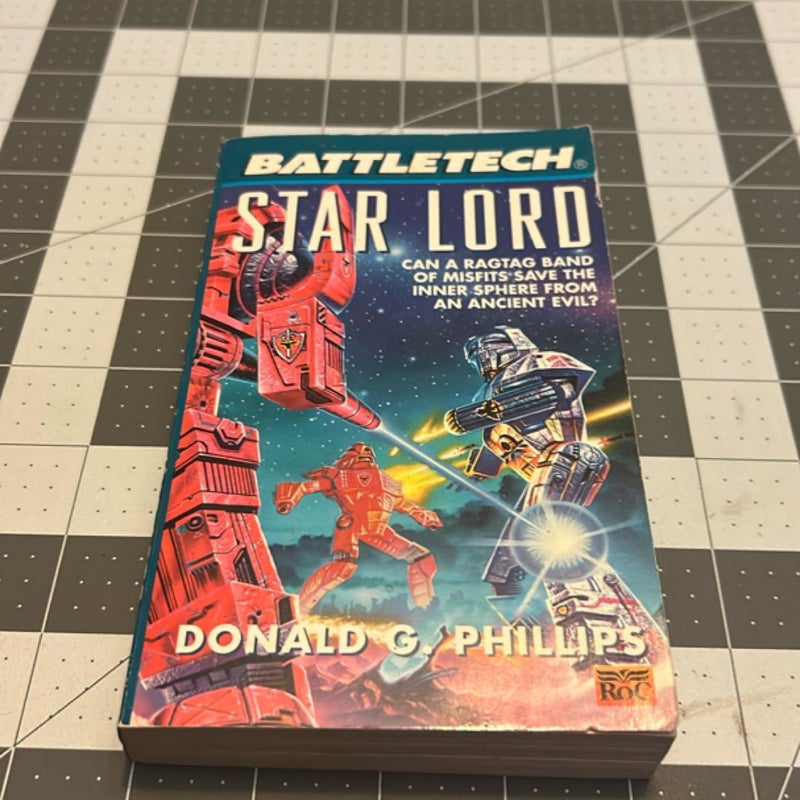 BATTLETECH®
STAR LORD
CAN A RAGTAG BAND
OF MISFITS SAVE THE
INNER SPHERE FROM
AN ANCIENT EVIL?
DONALD G. PHILLIPS
ROC